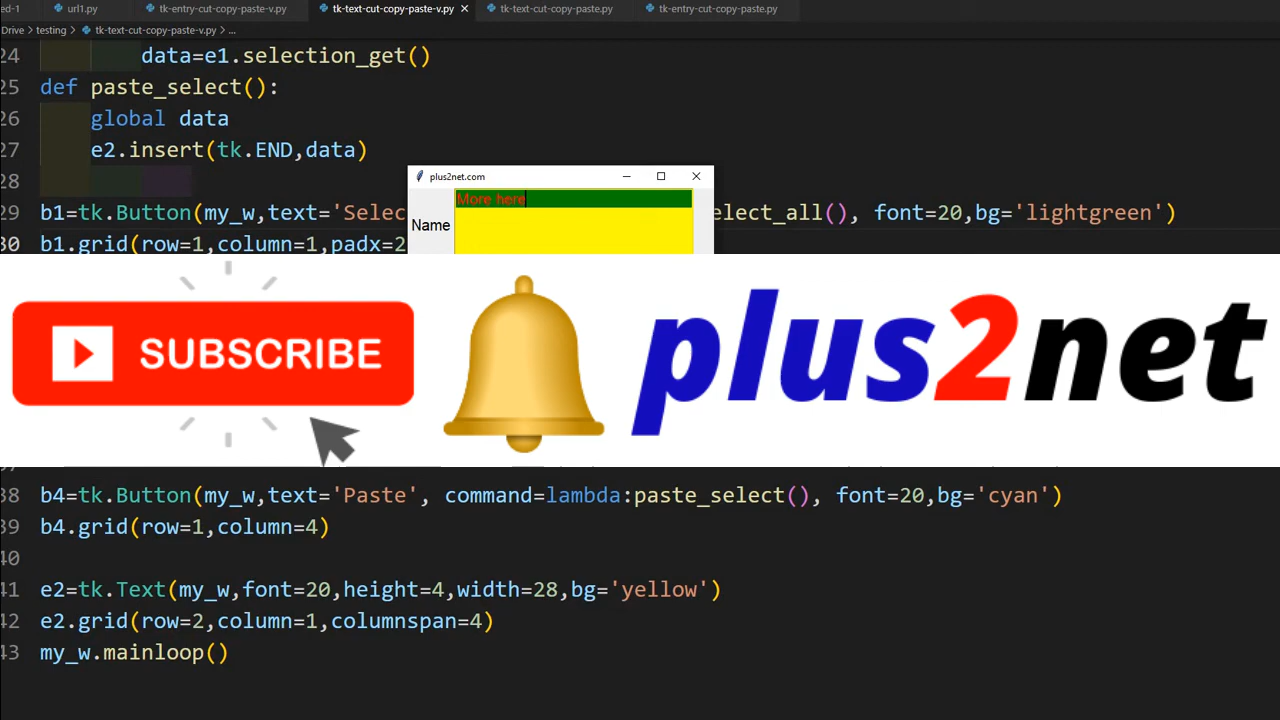 url1.py tk-entry-cut-copy-paste-v.py tk-text-cut-copy-paste-v.py tk-text-cut-copy-paste.py tk-entry-cut-copy-paste.py
Drive > testing > tk-text-cut-copy-paste-v.py > ...
24 data=e1.selection_get()
25 def paste_select():
26 global data
27 e2.insert(tk.END,data)
28
plus2net.com
More here
29 b1=tk.Button(my_w,text='Selec elect_all(), font=20,bg='lightgreen')
Name
30 b1.grid(row=1,column=1,padx=2
SUBSCRIBE
plus2net
38 b4=tk.Button(my_w,text='Paste', command=lambda:paste_select(), font=20,bg='cyan')
39 b4.grid(row=1,column=4)
40
41 e2=tk.Text(my_w,font=20,height=4,width=28,bg='yellow')
42 e2.grid(row=2,column=1,columnspan=4)
43 my_w.mainloop()